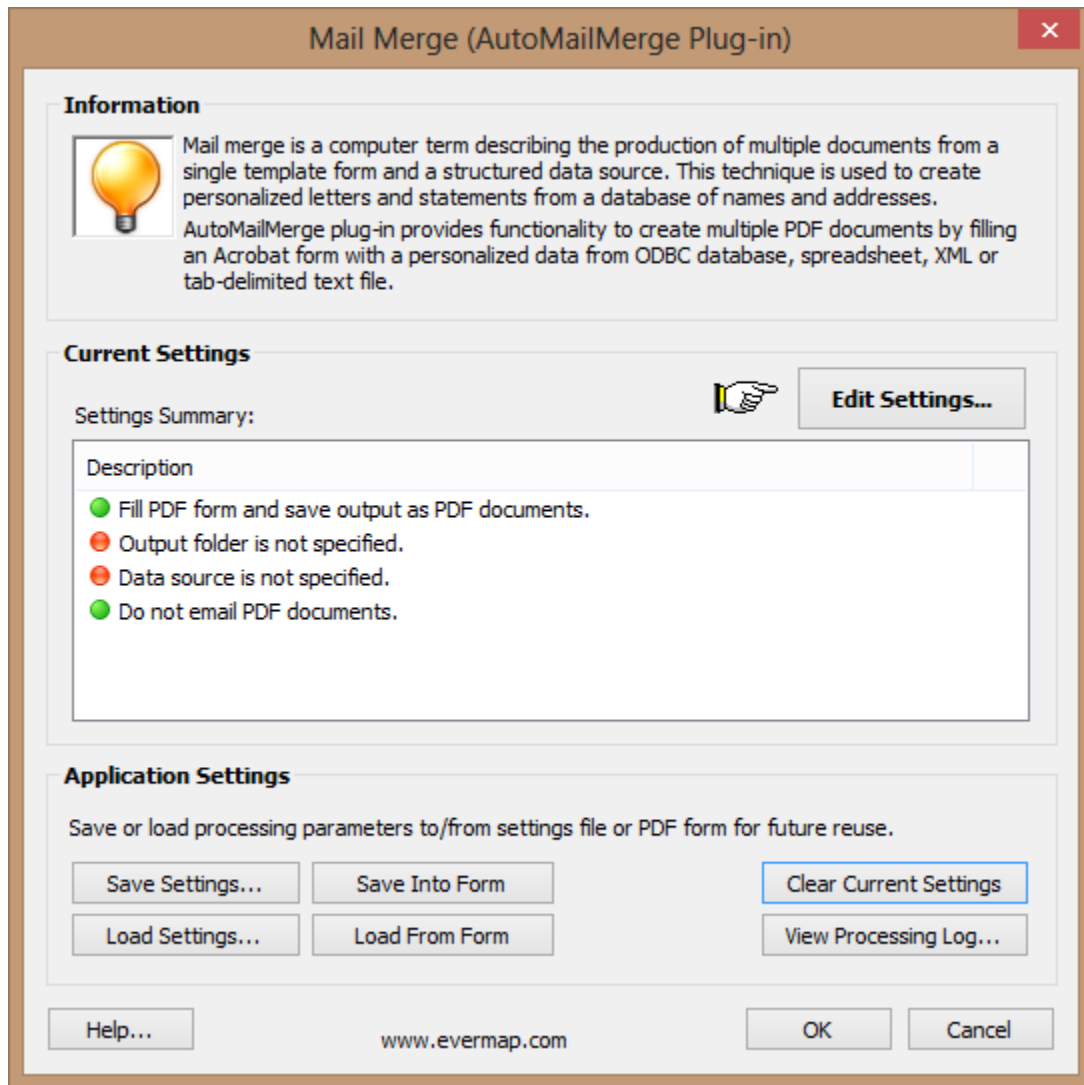 Mail Merge (AutoMailMerge Plug-in)
Information
Mail merge is a computer term describing the production of multiple documents from a
single template form and a structured data source. This technique is used to create
personalized letters and statements from a database of names and addresses.
AutoMailMerge plug-in provides functionality to create multiple PDF documents by filling
an Acrobat form with a personalized data from ODBC database, spreadsheet, XML or
tab-delimited text file.
Current Settings
Edit Settings...
Settings Summary:
Description
Fill PDF form and save output as PDF documents.
Output folder is not specified.
Data source is not specified.
Do not email PDF documents.
Application Settings
Save or load processing parameters to/from settings file or PDF form for future reuse.
Save Settings... Save Into Form Clear Current Settings
Load Settings... Load From Form View Processing Log...
Help... www.evermap.com OK Cancel